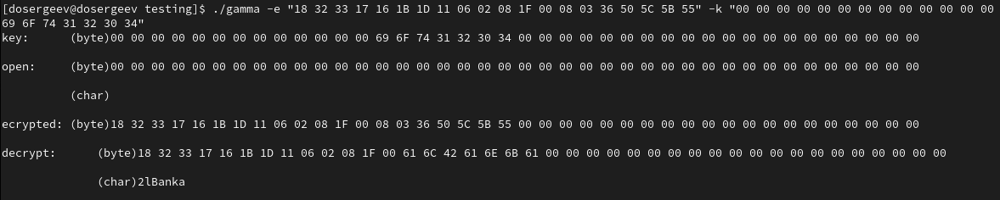 [dosergeev@dosergeev testing]$ ./gamma -e "18 32 33 17 16 1B 1D 11 06 02 08 1F 00 08 03 36 50 5C 5B 55" -k "00 00 00 00 00 00 00 00 00 00 00 00 00
69 6F 74 31 32 30 34"
key: (byte)00 00 00 00 00 00 00 00 00 00 00 00 00 69 6F 74 31 32 30 34 00 00 00 00 00 00 00 00 00 00 00 00 00 00 00 00 00 00 00 00
open: (byte)00 00 00 00 00 00 00 00 00 00 00 00 00 00 00 00 00 00 00 00 00 00 00 00 00 00 00 00 00 00 00 00 00 00 00 00 00 00 00 00
(char)
ecrypted: (byte)18 32 33 17 16 1B 1D 11 06 02 08 1F 00 08 03 36 50 5C 5B 55 00 00 00 00 00 00 00 00 00 00 00 00 00 00 00 00 00 00 00 00
decrypt: (byte)18 32 33 17 16 1B 1D 11 06 02 08 1F 00 61 6C 42 61 6E 6B 61 00 00 00 00 00 00 00 00 00 00 00 00 00 00 00 00 00 00 00 00
(char)2lBanka